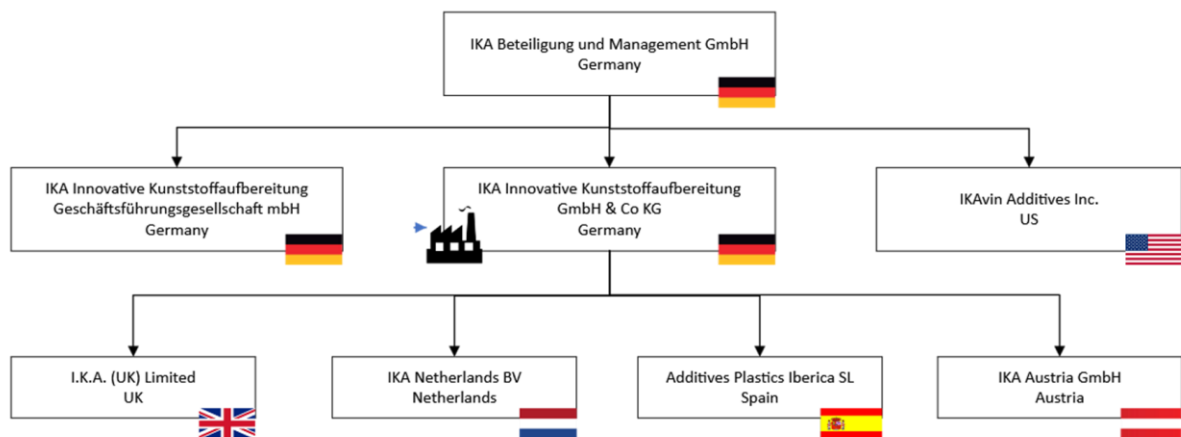 IKA Beteiligung und Management GmbH
Germany
IKA Innovative Kunststoffaufbereitung
Geschäftsführungsgesellschaft mbH
Germany
IKA Innovative Kunststoffaufbereitung
GmbH & Co KG
Germany
IKAvin Additives Inc.
US
I.K.A. (UK) Limited
UK
IKA Netherlands BV
Netherlands
Additives Plastics Iberica SL
Spain
IKA Austria GmbH
Austria